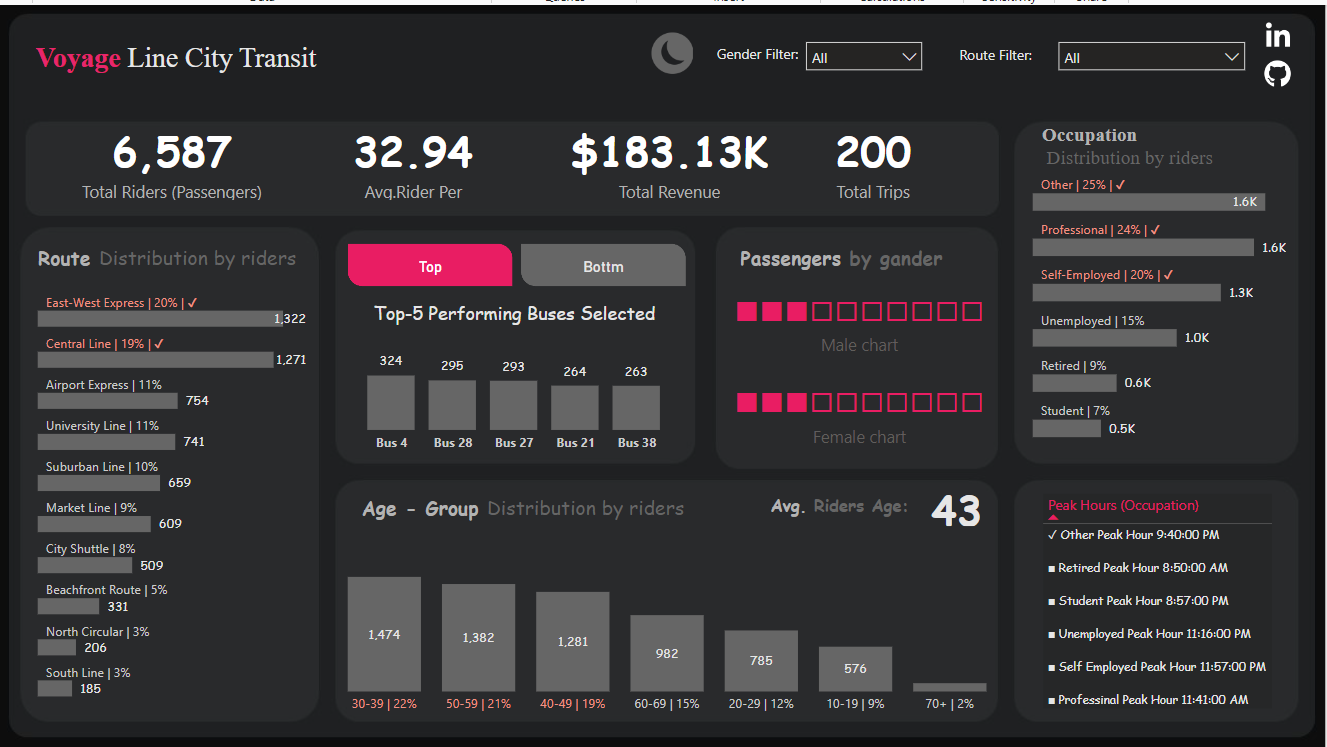 Voyage Line City Transit
Gender Filter: All
Route Filter: All
in
6,587
Total Riders (Passengers)
32.94
Avg.Rider Per
$183.13K
Total Revenue
200
Total Trips
Occupation
Distribution by riders
Other | 25% | ✓
1.6K
Professional | 24% | ✓
1.6K
Self-Employed | 20% | ✓
1.3K
Unemployed | 15%
1.0K
Retired | 9%
0.6K
Student | 7%
0.5K
Route Distribution by riders
East-West Express | 20% | ✓
1,322
Central Line | 19% | ✓
1,271
Airport Express | 11%
754
University Line | 11%
741
Suburban Line | 10%
659
Market Line | 9%
609
City Shuttle | 8%
509
Beachfront Route | 5%
331
North Circular | 3%
206
South Line | 3%
185
Top
Bottm
Top-5 Performing Buses Selected
324 295 293 264 263
Bus 4 Bus 28 Bus 27 Bus 21 Bus 38
Passengers by gander
Male chart
Female chart
Age - Group Distribution by riders
Avg. Riders Age: 43
1,474 1,382 1,281 982 785 576
30-39 | 22% 50-59 | 21% 40-49 | 19% 60-69 | 15% 20-29 | 12% 10-19 | 9% 70+ | 2%
Peak Hours (Occupation)
✓ Other Peak Hour 9:40:00 PM
■ Retired Peak Hour 8:50:00 AM
■ Student Peak Hour 8:57:00 PM
■ Unemployed Peak Hour 11:16:00 PM
■ Self Employed Peak Hour 11:57:00 PM
■ Professinal Peak Hour 11:41:00 AM